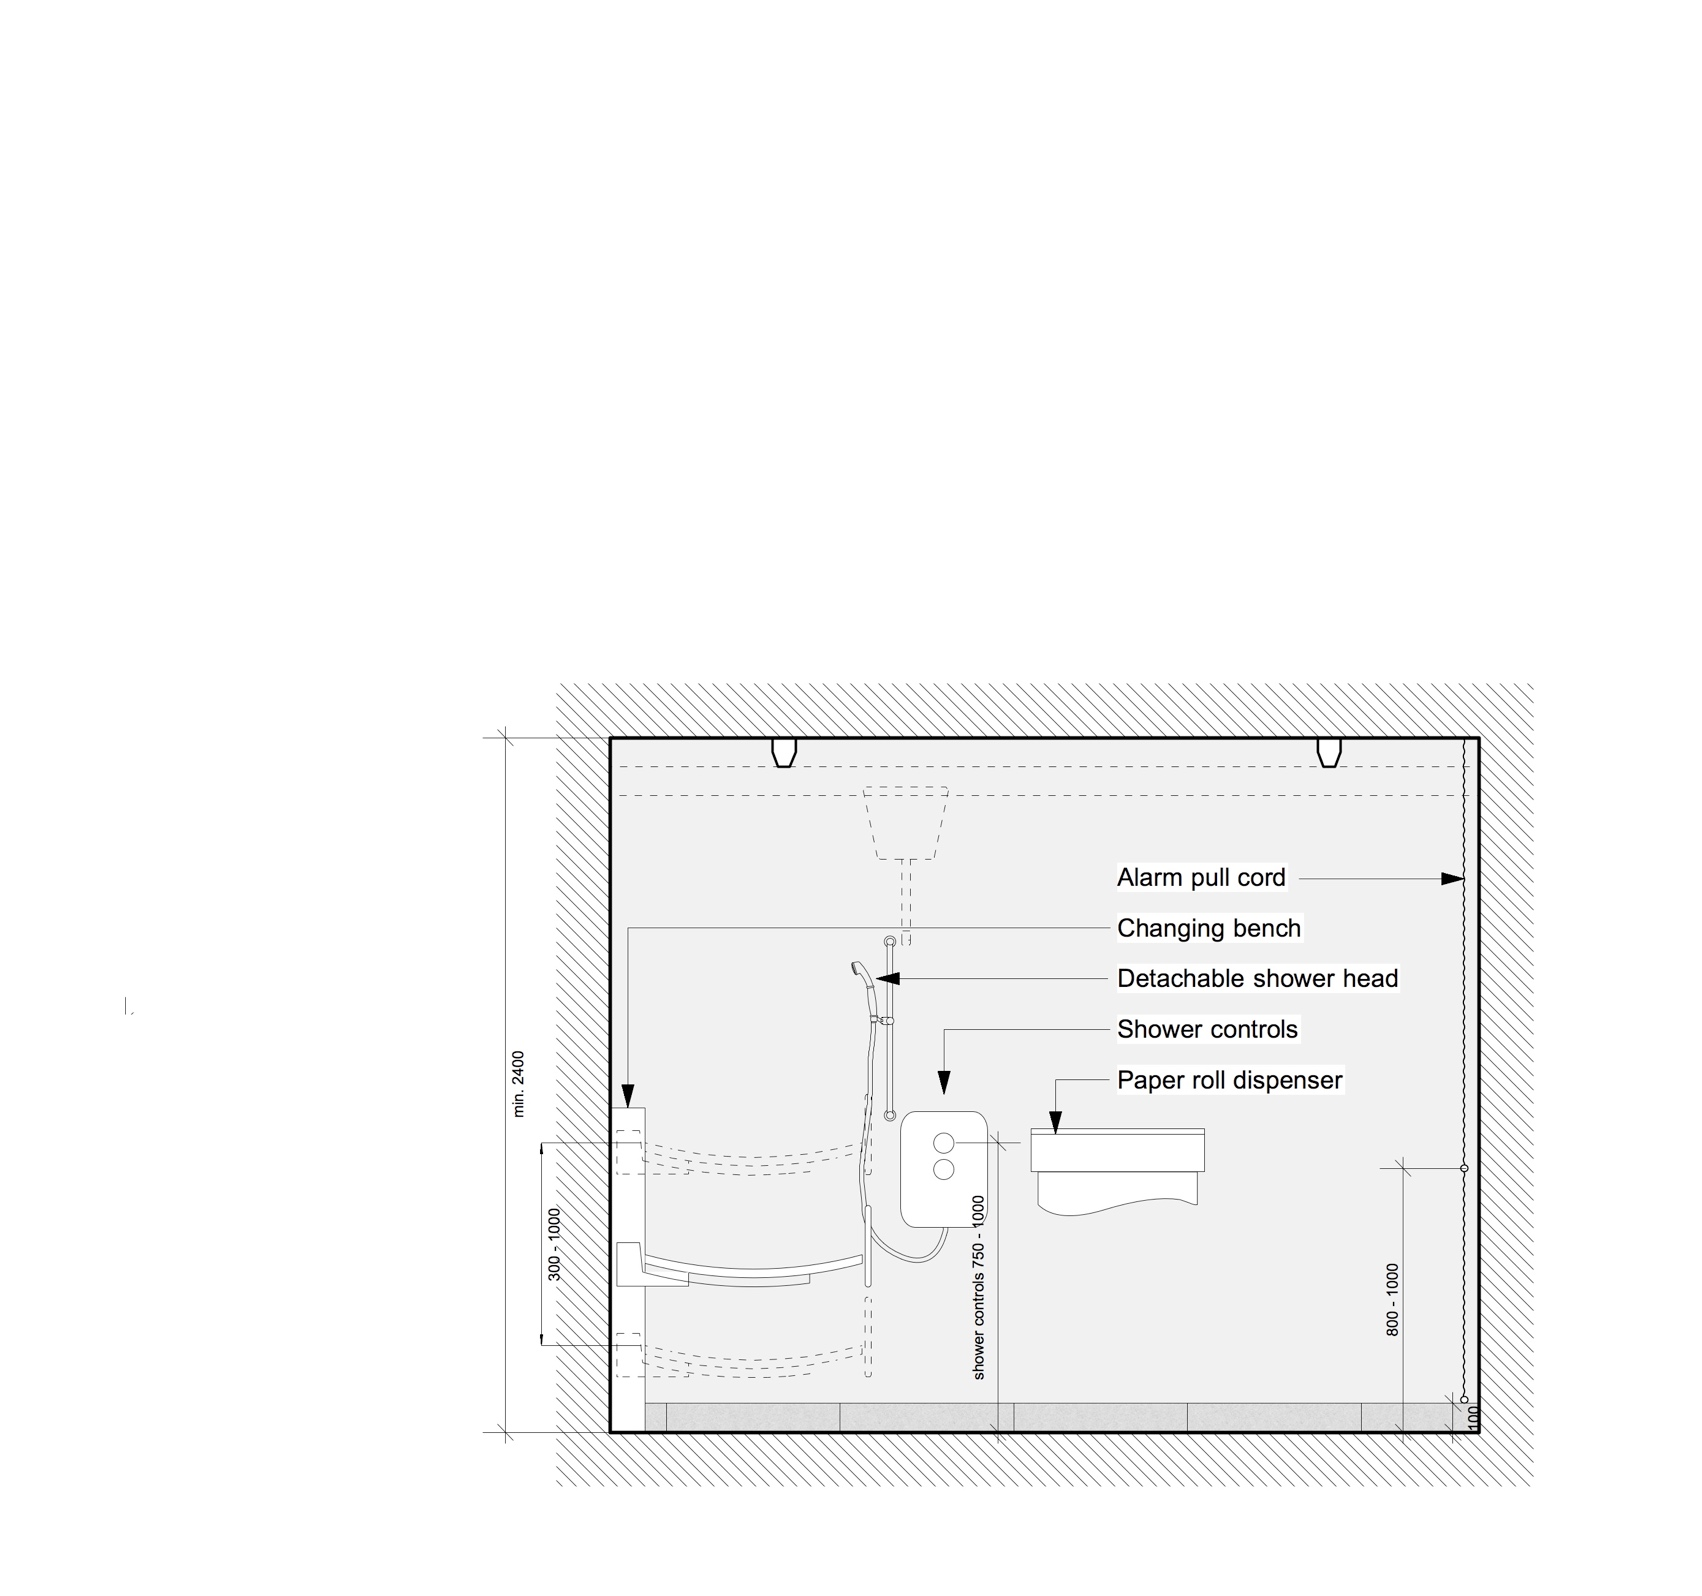 Alarm pull cord
Changing bench
Detachable shower head
Shower controls
Paper roll dispenser
min. 2400
300 - 1000
shower controls 750 - 1000
800 - 1000
100